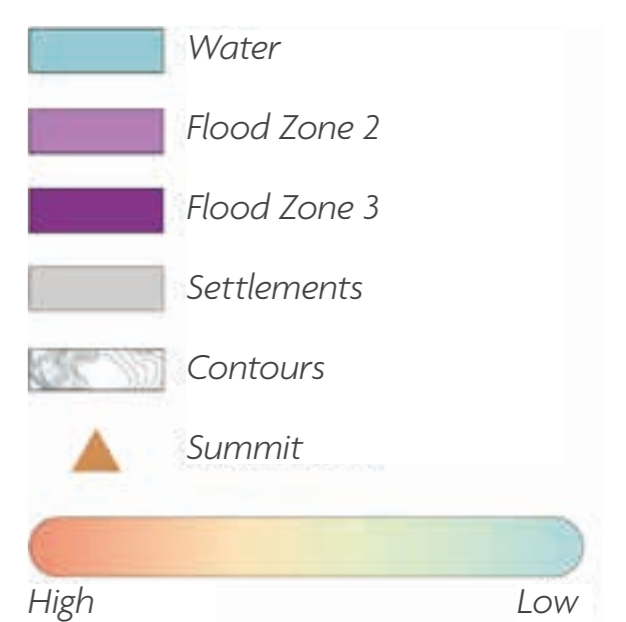 Water
Flood Zone 2
Flood Zone 3
Settlements
Contours
Summit
High Low